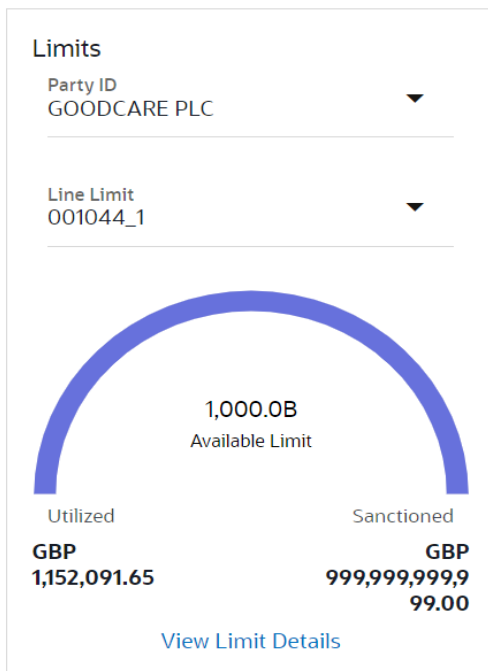 Limits
Party ID
GOODCARE PLC
Line Limit
001044_1
1,000.0B
Available Limit
Utilized Sanctioned
GBP GBP
1,152,091.65 999,999,999,9
99.00
View Limit Details